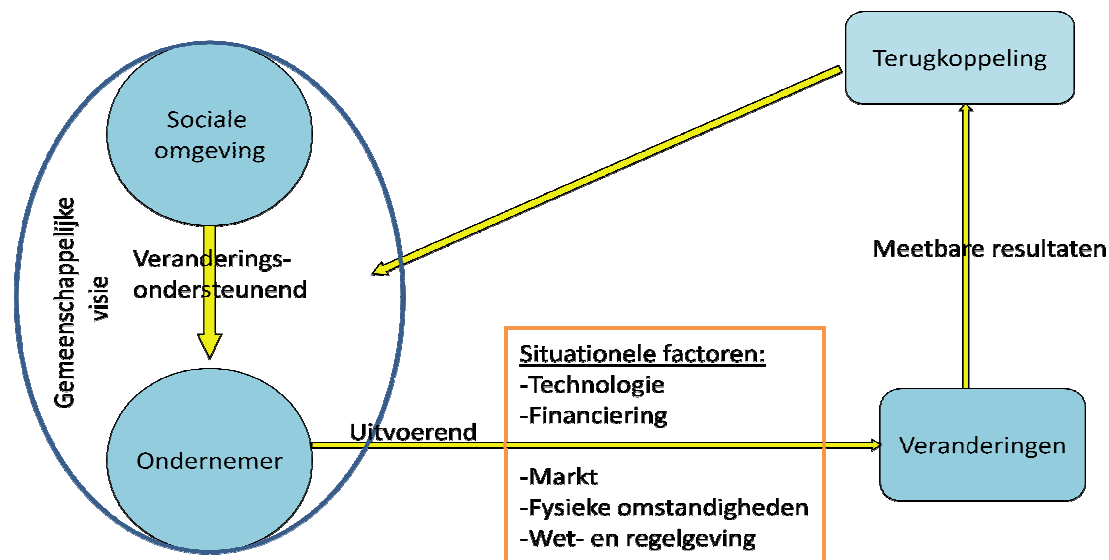 Sociale
omgeving
Gemeenschappelijke
visie
Veranderings-
ondersteunend
Ondernemer
Uitvoerend
Situationele factoren:
-Technologie
-Financiering
-Markt
-Fysieke omstandigheden
-Wet- en regelgeving
Veranderingen
Meetbare resultaten
Terugkoppeling